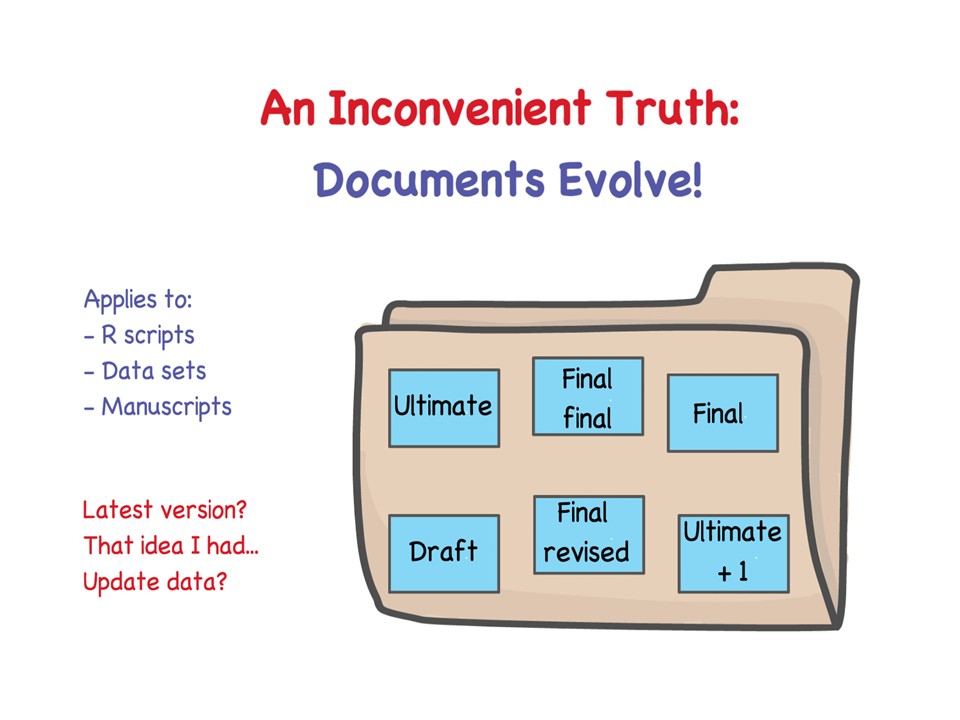 An Inconvenient Truth:
Documents Evolve!
Applies to:
– R scripts
– Data sets
– Manuscripts
Latest version?
That idea I had...
Update data?
Ultimate
Final
final
Final
Draft
Final
revised
Ultimate
+ 1